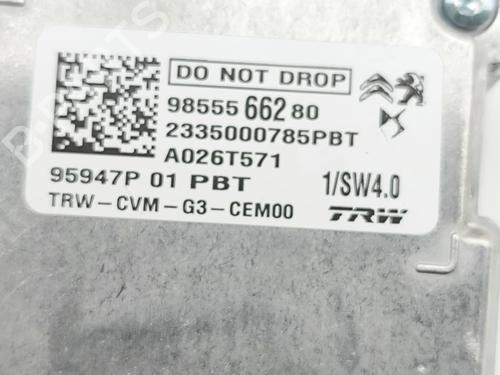 DO NOT DROP
98555 662 80
2335000785PBT
A026T571
95947P 01 PBT 1/SW4.0
TRW-CVM-G3-CEM00 TRW